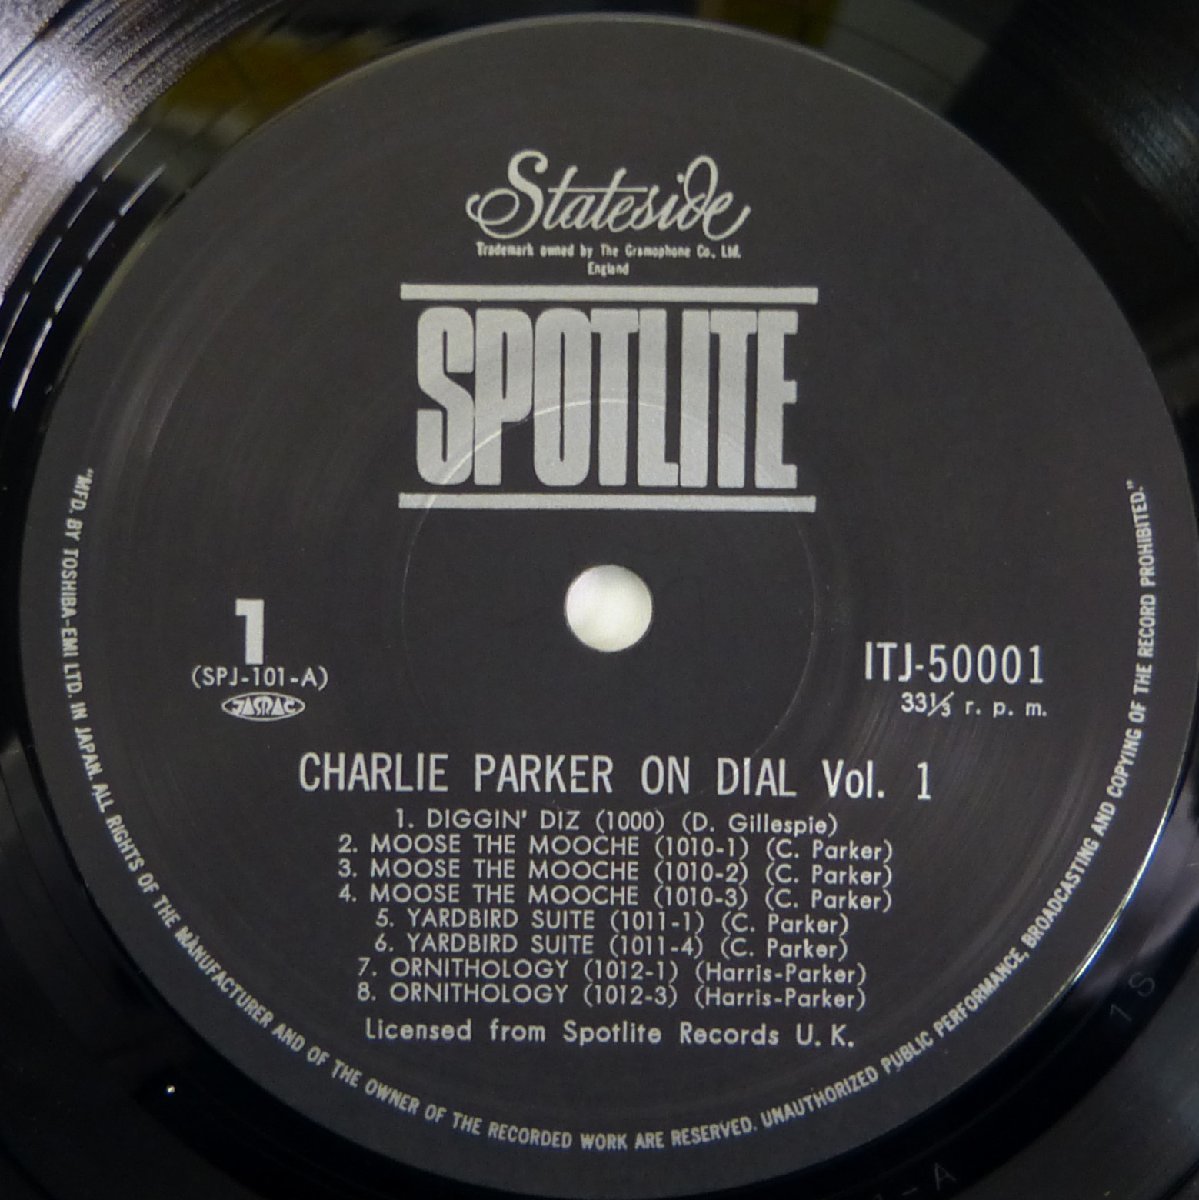 Stateside
Trademark owned by The Gramophone Co., Ltd.
England
SPOTLITE
1
(SPJ-101-A)
JASRAC
ITJ-50001
33⅓ r. p. m.
CHARLIE PARKER ON DIAL Vol. 1
1. DIGGIN' DIZ (1000) (D. Gillespie)
2. MOOSE THE MOOCHE (1010-1) (C. Parker)
3. MOOSE THE MOOCHE (1010-2) (C. Parker)
4. MOOSE THE MOOCHE (1010-3) (C. Parker)
5. YARDBIRD SUITE (1011-1) (C. Parker)
6. YARDBIRD SUITE (1011-4) (C. Parker)
7. ORNITHOLOGY (1012-1) (Harris-Parker)
8. ORNITHOLOGY (1012-3) (Harris-Parker)
Licensed from Spotlite Records U. K.
"MFD. BY TOSHIBA-EMI LTD. IN JAPAN. ALL RIGHTS OF THE MANUFACTURER AND OF THE OWNER OF THE RECORDED WORK ARE RESERVED. UNAUTHORIZED PUBLIC PERFORMANCE, BROADCASTING AND COPYING OF THE RECORD PROHIBITED."
1S